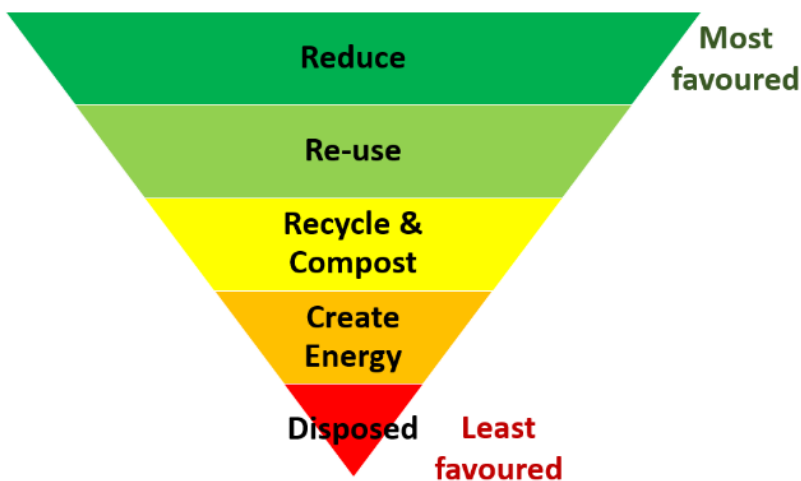 Reduce
Most
favoured
Re-use
Recycle &
Compost
Create
Energy
Disposed
Least
favoured